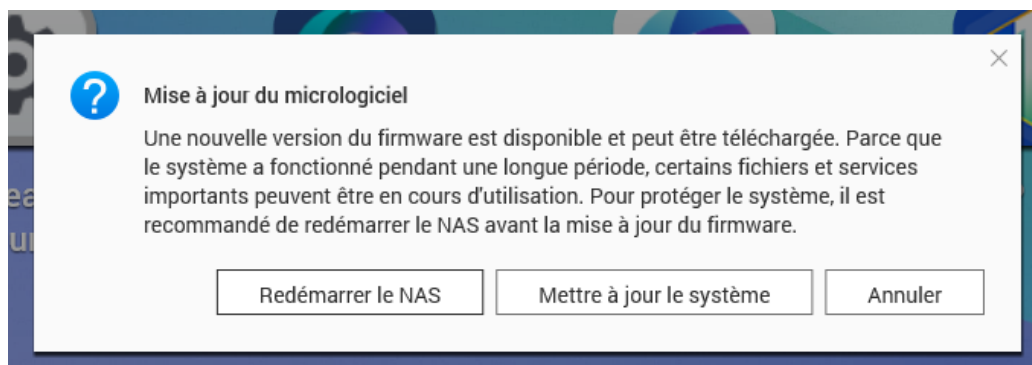 Mise à jour du micrologiciel
Une nouvelle version du firmware est disponible et peut être téléchargée. Parce que
le système a fonctionné pendant une longue période, certains fichiers et services
importants peuvent être en cours d'utilisation. Pour protéger le système, il est
recommandé de redémarrer le NAS avant la mise à jour du firmware.
Redémarrer le NAS
Mettre à jour le système
Annuler